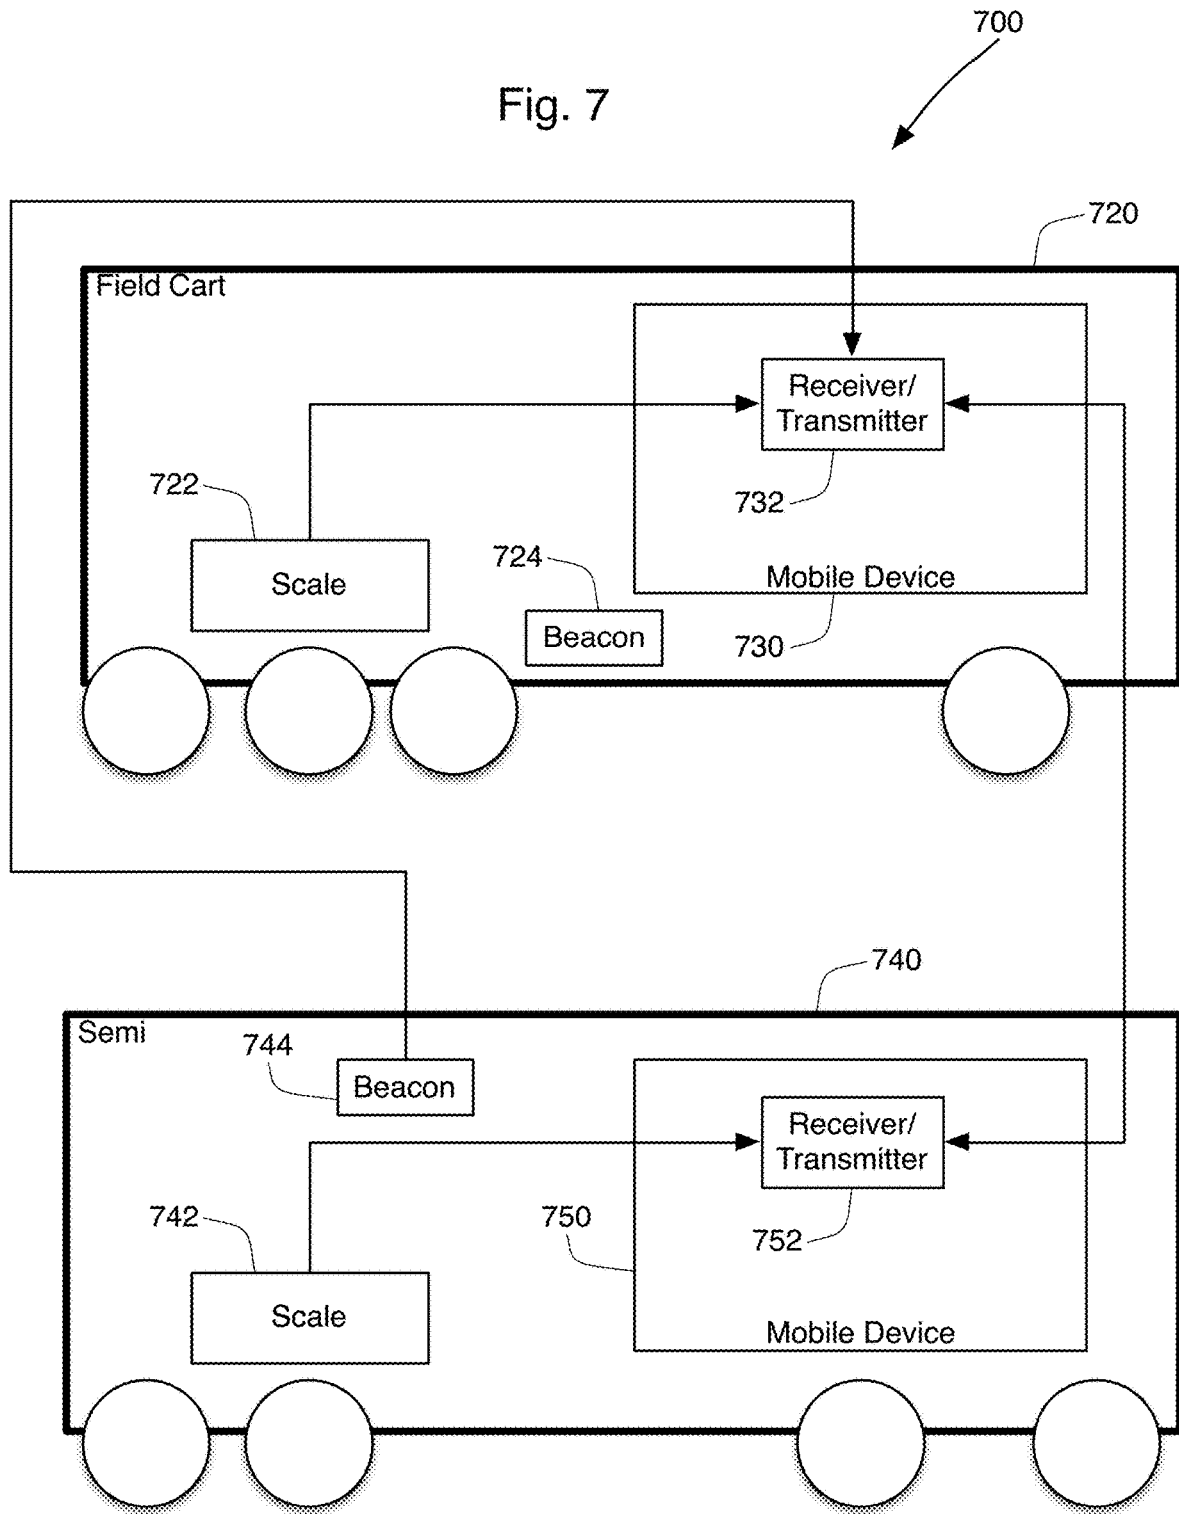 700
Fig. 7
720
Field Cart
Receiver/
Transmitter
722
732
724
Scale
Mobile Device
Beacon
730
740
Semi
744
Beacon
Receiver/
Transmitter
742
750
752
Scale
Mobile Device